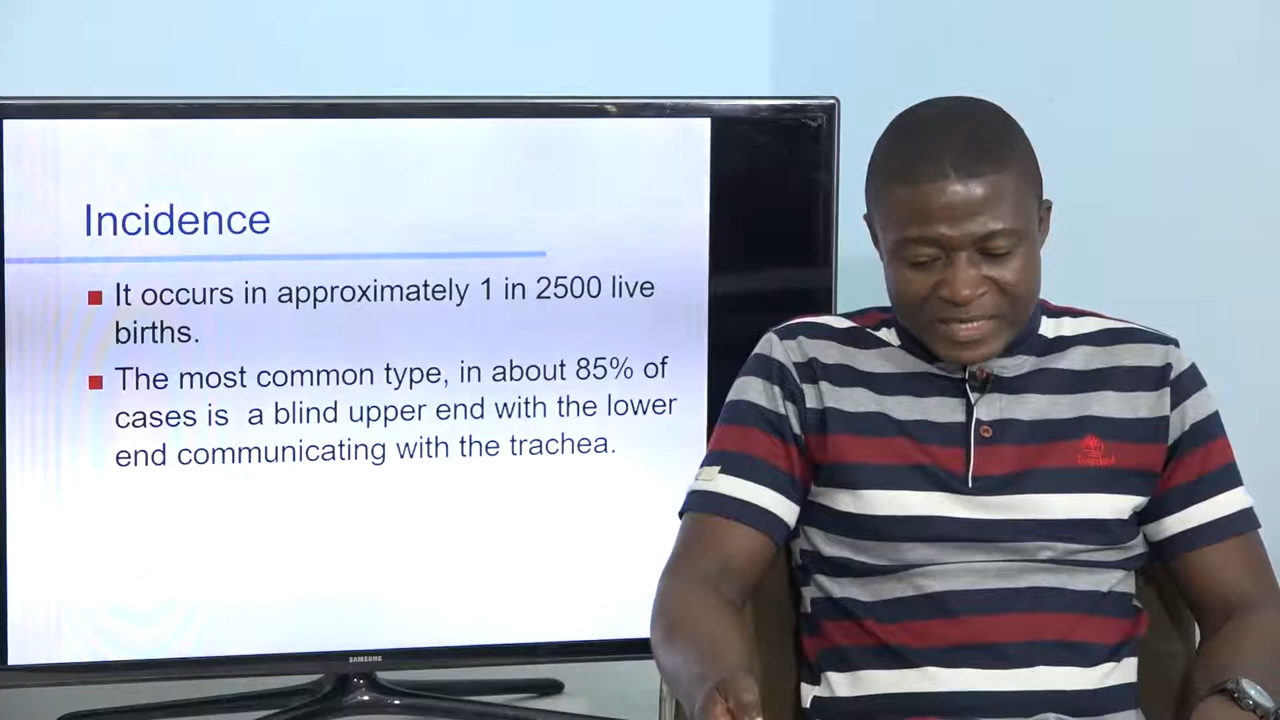 Incidence
It occurs in approximately 1 in 2500 live
births.
The most common type, in about 85% of
cases is a blind upper end with the lower
end communicating with the trachea.
SAMSUNG
Timberland